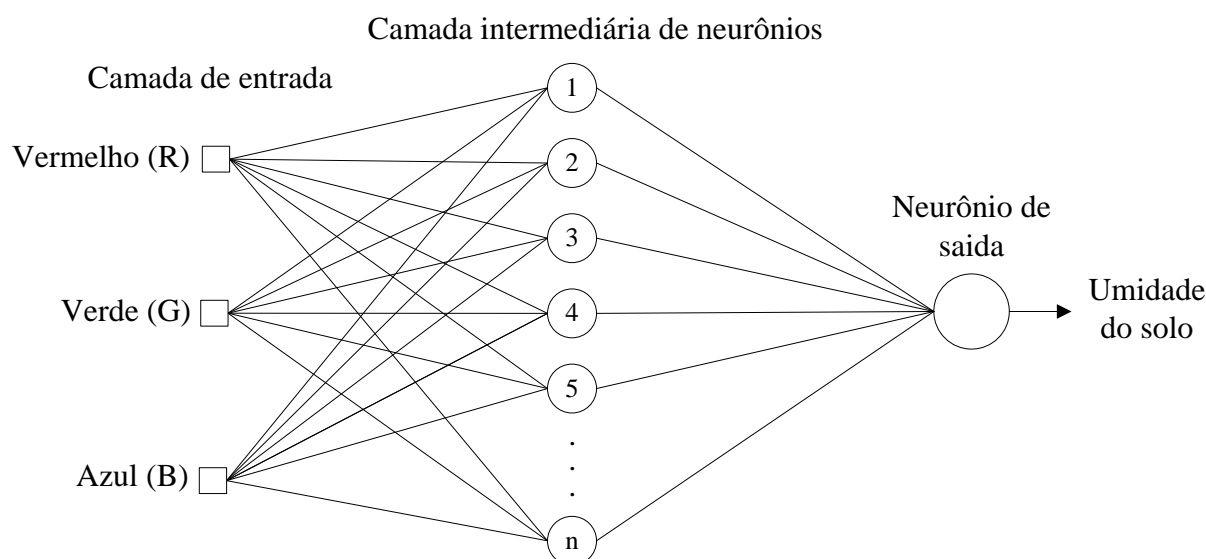 Camada intermediária de neurônios
Camada de entrada
Vermelho (R)
Verde (G)
Azul (B)
1
2
3
4
5
.
.
.
.
n
Neurônio de
saida
Umidade
do solo